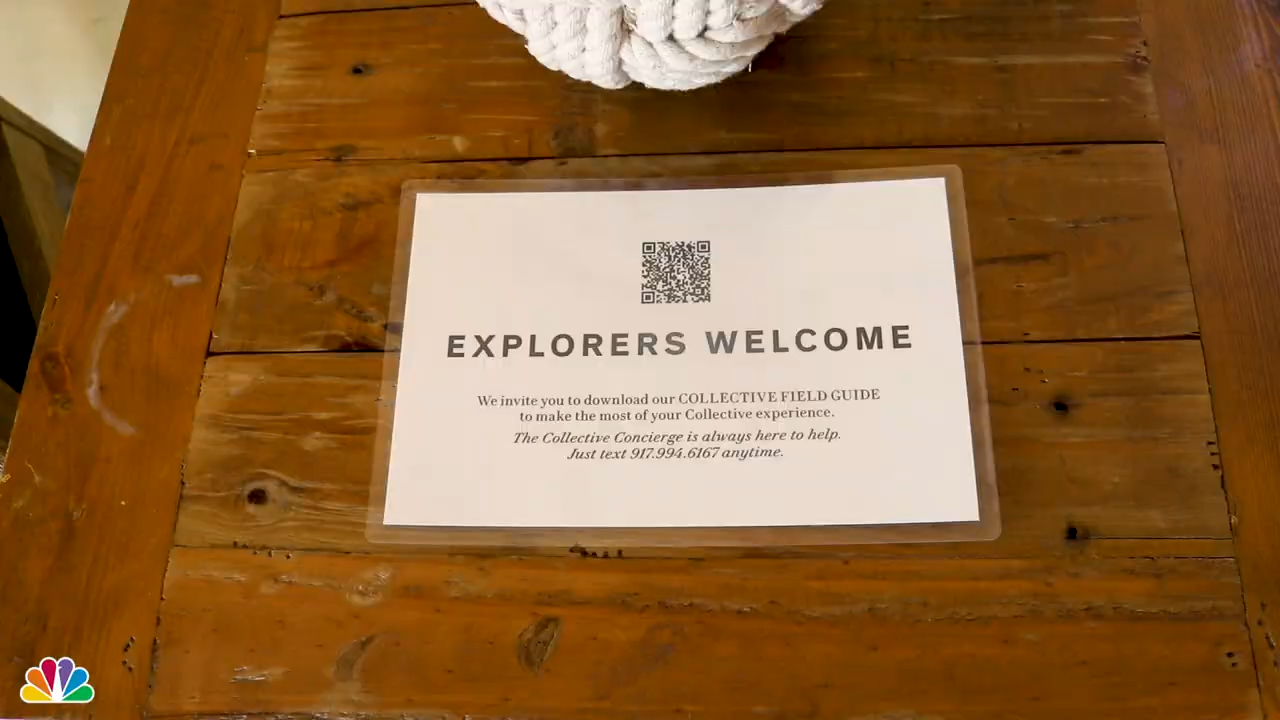 EXPLORERS WELCOME
We invite you to download our COLLECTIVE FIELD GUIDE
to make the most of your Collective experience.
The Collective Concierge is always here to help.
Just text 917.994.6167 anytime.